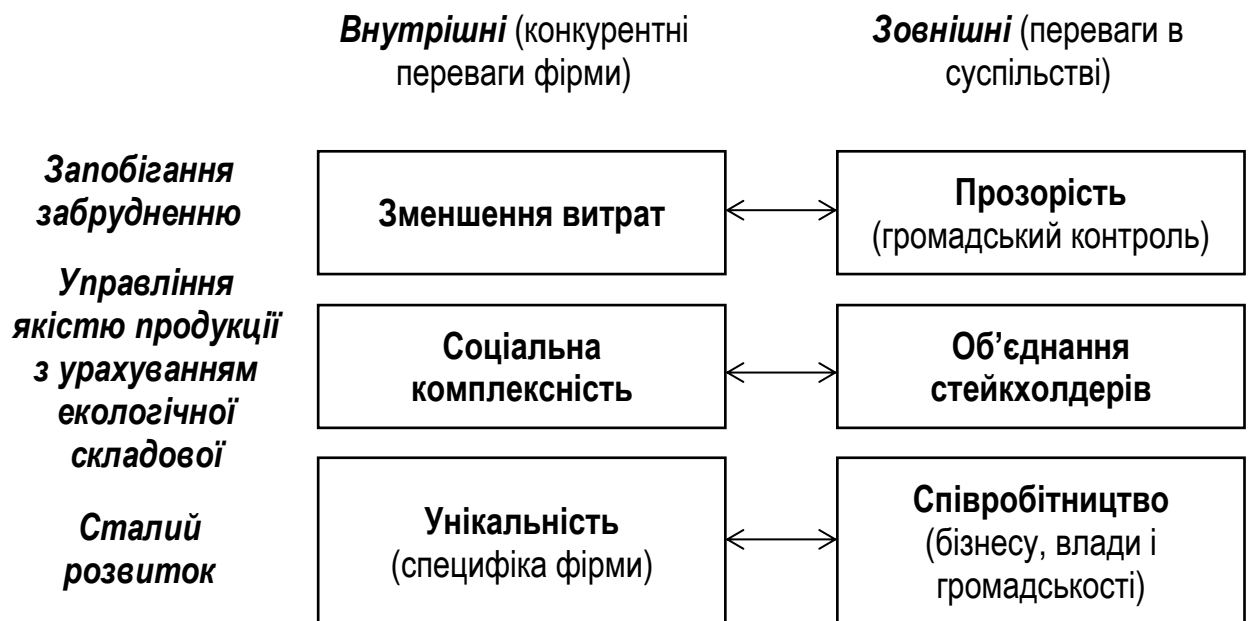 Внутрішні (конкурентні
переваги фірми)
Зовнішні (переваги в
суспільстві)
Запобігання
забрудненню
Зменшення витрат
Прозорість
(громадський контроль)
Управління
якістю продукції
з урахуванням
екологічної
складової
Соціальна
комплексність
Об’єднання
стейкхолдерів
Сталий
розвиток
Унікальність
(специфіка фірми)
Співробітництво
(бізнесу, влади і
громадськості)